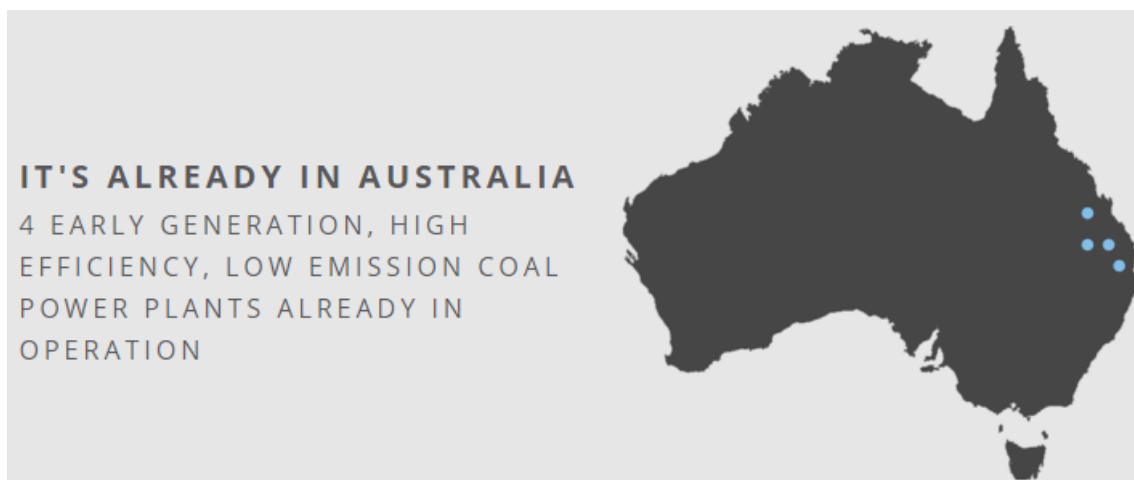 IT'S ALREADY IN AUSTRALIA
4 EARLY GENERATION, HIGH
EFFICIENCY, LOW EMISSION COAL
POWER PLANTS ALREADY IN
OPERATION